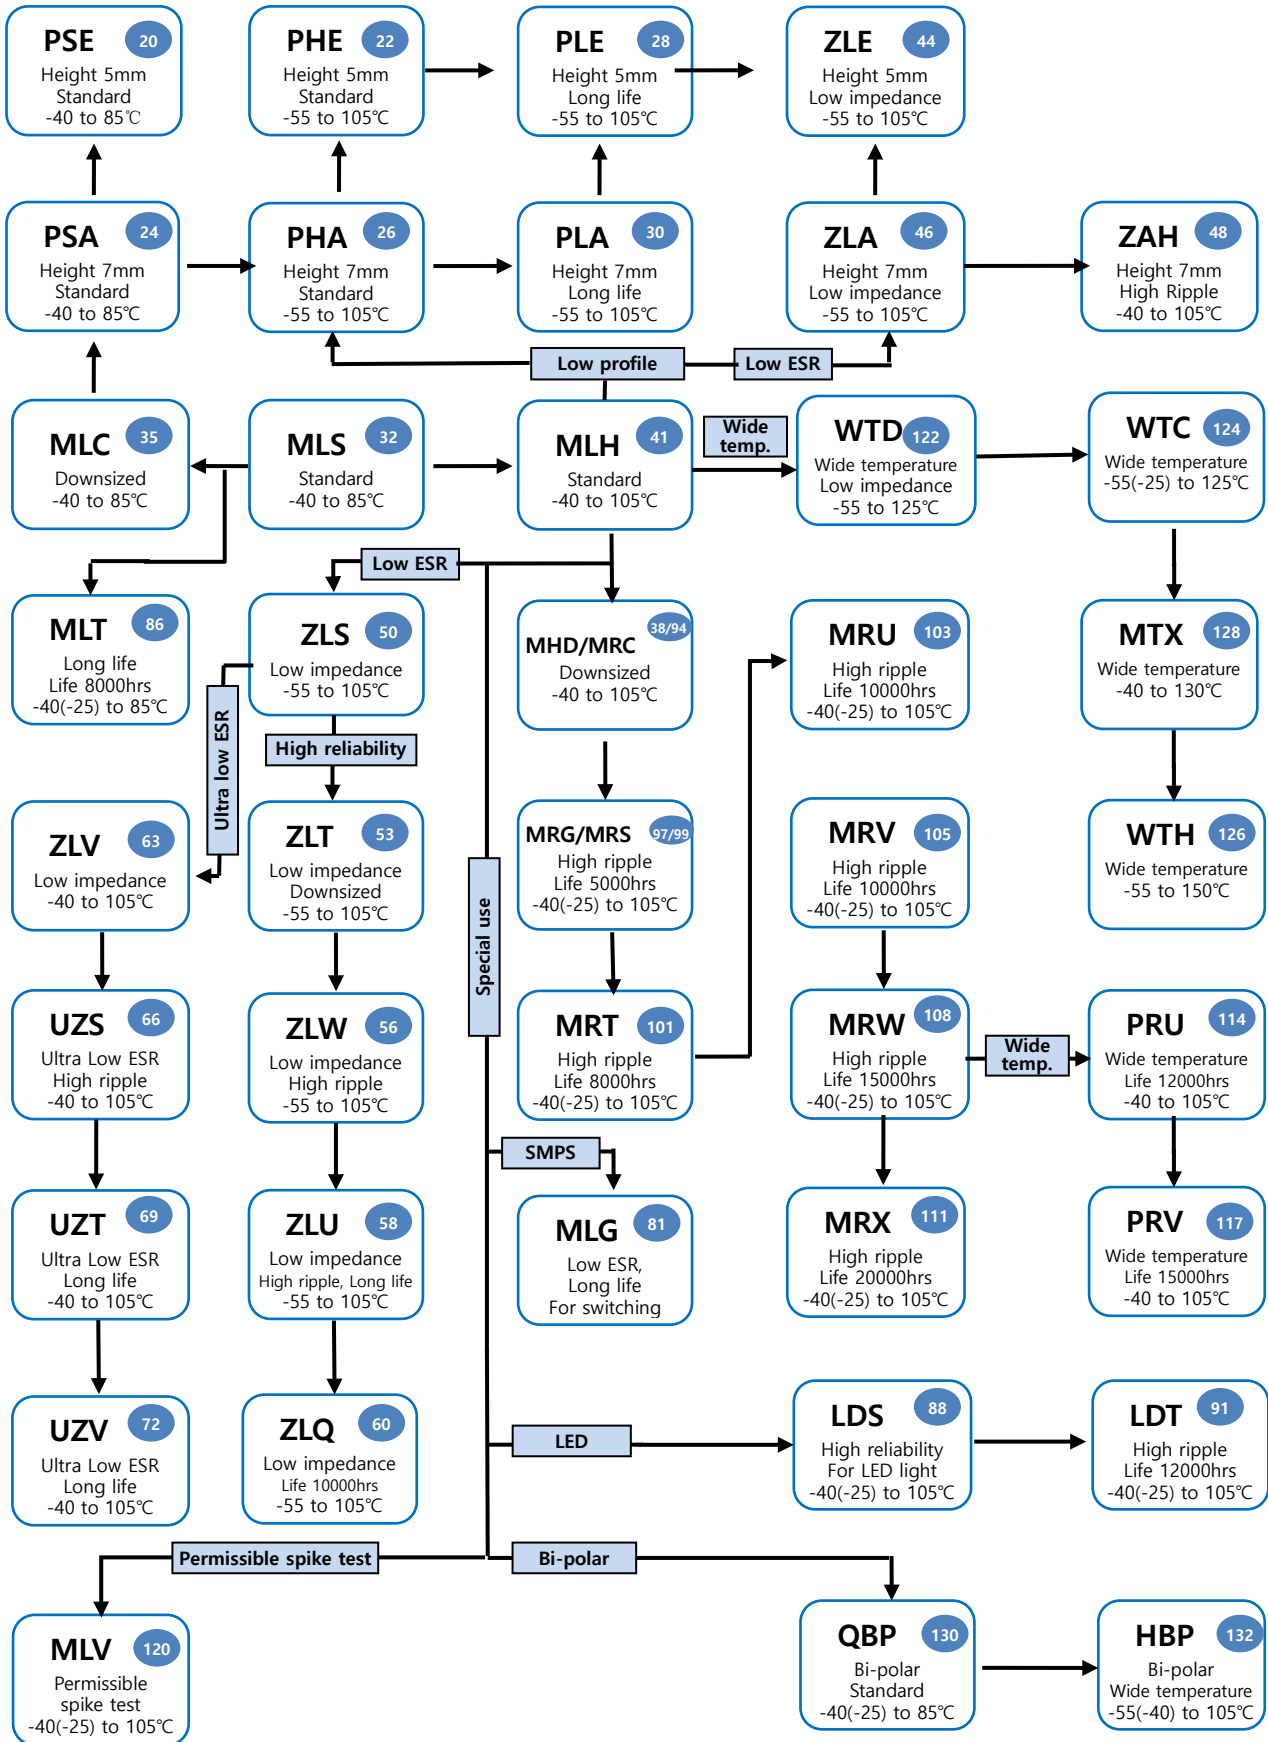 PSE 20
Height 5mm
Standard
-40 to 85℃
PHE 22
Height 5mm
Standard
-55 to 105℃
PLE 28
Height 5mm
Long life
-55 to 105℃
ZLE 44
Height 5mm
Low impedance
-55 to 105℃
PSA 24
Height 7mm
Standard
-40 to 85℃
PHA 26
Height 7mm
Standard
-55 to 105℃
PLA 30
Height 7mm
Long life
-55 to 105℃
ZLA 46
Height 7mm
Low impedance
-55 to 105℃
ZAH 48
Height 7mm
High Ripple
-40 to 105℃
Low profile
Low ESR
MLC 35
Downsized
-40 to 85℃
MLS 32
Standard
-40 to 85℃
MLH 41
Standard
-40 to 105℃
Wide
temp.
WTD 122
Wide temperature
Low impedance
-55 to 125℃
WTC 124
Wide temperature
-55(-25) to 125℃
Low ESR
MLT 86
Long life
Life 8000hrs
-40(-25) to 85℃
ZLS 50
Low impedance
-55 to 105℃
MHD/MRC 38/94
Downsized
-40 to 105℃
MRU 103
High ripple
Life 10000hrs
-40(-25) to 105℃
MTX 128
Wide temperature
-40 to 130℃
Ultra low ESR
High reliability
ZLV 63
Low impedance
-40 to 105℃
ZLT 53
Low impedance
Downsized
-55 to 105℃
MRG/MRS 97/99
High ripple
Life 5000hrs
-40(-25) to 105℃
MRV 105
High ripple
Life 10000hrs
-40(-25) to 105℃
WTH 126
Wide temperature
-55 to 150℃
Special use
UZS 66
Ultra Low ESR
High ripple
-40 to 105℃
ZLW 56
Low impedance
High ripple
-55 to 105℃
MRT 101
High ripple
Life 8000hrs
-40(-25) to 105℃
MRW 108
High ripple
Life 15000hrs
-40(-25) to 105℃
Wide
temp.
PRU 114
Wide temperature
Life 12000hrs
-40 to 105℃
SMPS
UZT 69
Ultra Low ESR
Long life
-40 to 105℃
ZLU 58
Low impedance
High ripple, Long life
-55 to 105℃
MLG 81
Low ESR,
Long life
For switching
MRX 111
High ripple
Life 20000hrs
-40(-25) to 105℃
PRV 117
Wide temperature
Life 15000hrs
-40 to 105℃
UZV 72
Ultra Low ESR
Long life
-40 to 105℃
ZLQ 60
Low impedance
Life 10000hrs
-55 to 105℃
LED
LDS 88
High reliability
For LED light
-40(-25) to 105℃
LDT 91
High ripple
Life 12000hrs
-40(-25) to 105℃
Permissible spike test
Bi-polar
MLV 120
Permissible
spike test
-40(-25) to 105℃
QBP 130
Bi-polar
Standard
-40(-25) to 85℃
HBP 132
Bi-polar
Wide temperature
-55(-40) to 105℃